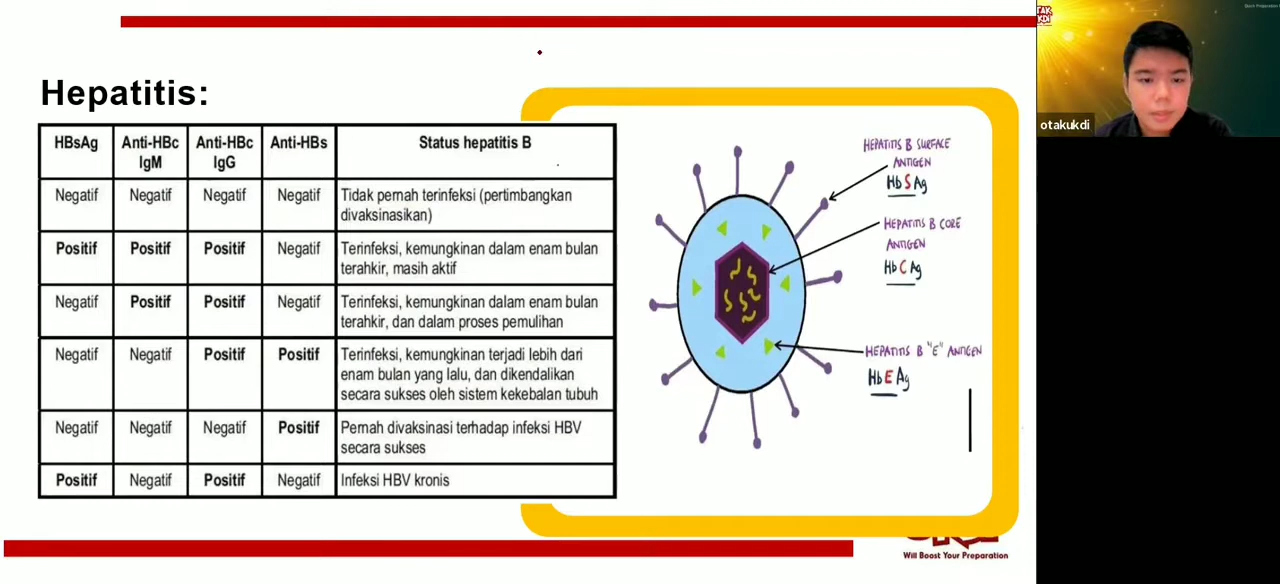 Hepatitis:
HBsAg
Anti-HBc
IgM
Anti-HBc
IgG
Anti-HBs
Status hepatitis B
Negatif
Negatif
Negatif
Negatif
Tidak pernah terinfeksi (pertimbangkan
divaksinasikan)
Positif
Positif
Positif
Negatif
Terinfeksi, kemungkinan dalam enam bulan
terahkir, masih aktif
Negatif
Positif
Positif
Negatif
Terinfeksi, kemungkinan dalam enam bulan
terahkir, dan dalam proses pemulihan
Negatif
Negatif
Positif
Positif
Terinfeksi, kemungkinan terjadi lebih dari
enam bulan yang lalu, dan dikendalikan
secara sukses oleh sistem kekebalan tubuh
Negatif
Negatif
Negatif
Positif
Pernah divaksinasi terhadap infeksi HBV
secara sukses
Positif
Negatif
Positif
Negatif
Infeksi HBV kronis
HEPATITIS B SURFACE
ANTIGEN
HbSAg
HEPATITIS B CORE
ANTIGEN
HbCAg
HEPATITIS B "E" ANTIGEN
HbEAg
Will Boost Your Preparation
otakukdi